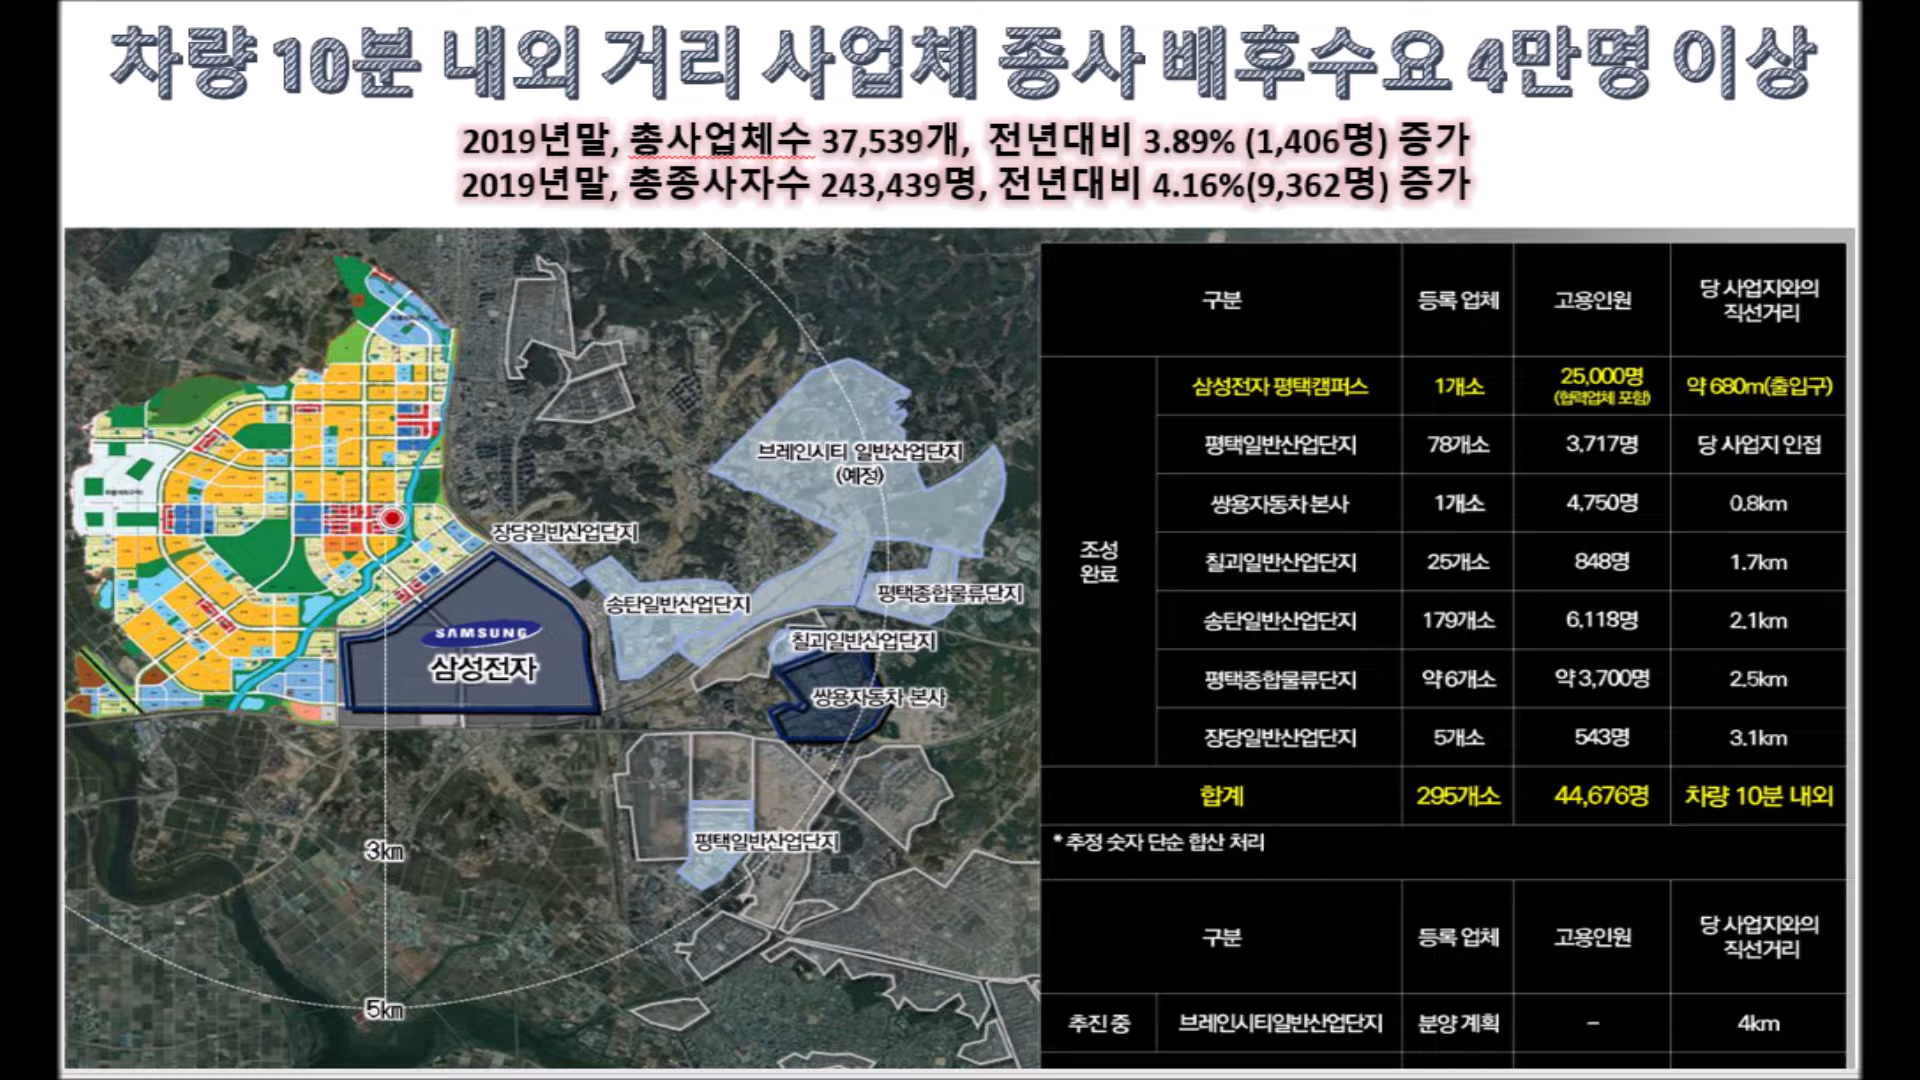 차량 10분 내외 거리 사업체 종사 배후수요 4만명 이상
2019년말, 총사업체수 37,539개, 전년대비 3.89% (1,406명) 증가
2019년말, 총종사자수 243,439명, 전년대비 4.16%(9,362명) 증가
브레인시티 일반산업단지
(예정)
장당일반산업단지
송탄일반산업단지
평택종합물류단지
칠괴일반산업단지
SAMSUNG
삼성전자
쌍용자동차 본사
평택일반산업단지
3km
5km
구분 등록 업체 고용인원 당 사업지와의 직선거리
조성 완료
삼성전자 평택캠퍼스 1개소 25,000명 (협력업체 포함) 약 680m(출입구)
평택일반산업단지 78개소 3,717명 당 사업지 인접
쌍용자동차 본사 1개소 4,750명 0.8km
칠괴일반산업단지 25개소 848명 1.7km
송탄일반산업단지 179개소 6,118명 2.1km
평택종합물류단지 약 6개소 약 3,700명 2.5km
장당일반산업단지 5개소 543명 3.1km
합계 295개소 44,676명 차량 10분 내외
* 추정 숫자 단순 합산 처리
구분 등록 업체 고용인원 당 사업지와의 직선거리
추진 중 브레인시티일반산업단지 분양 계획 – 4km